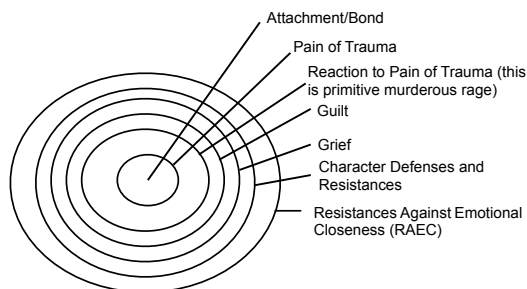 Attachment/Bond
Pain of Trauma
Reaction to Pain of Trauma (this
is primitive murderous rage)
Guilt
Grief
Character Defenses and
Resistances
Resistances Against Emotional
Closeness (RAEC)